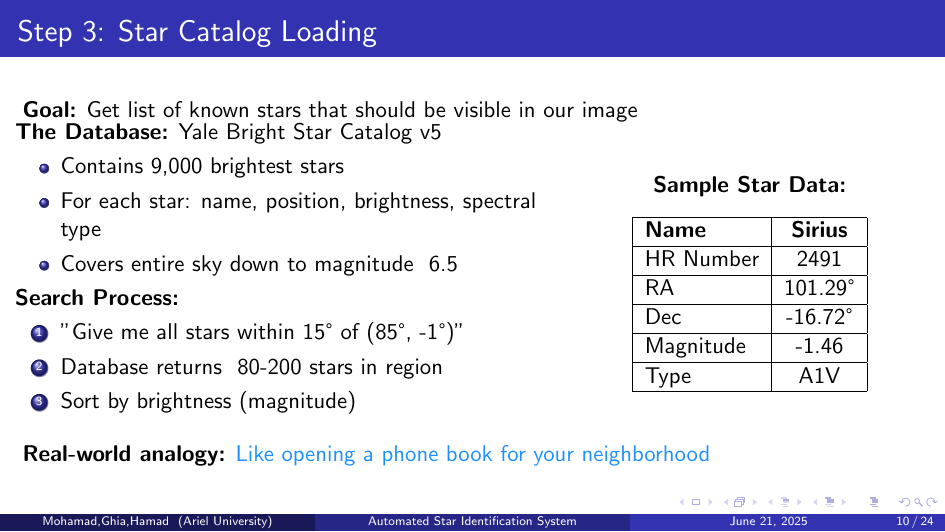 Step 3: Star Catalog Loading
Goal: Get list of known stars that should be visible in our image
The Database: Yale Bright Star Catalog v5
Contains 9,000 brightest stars
For each star: name, position, brightness, spectral
type
Covers entire sky down to magnitude 6.5
Search Process:
1 "Give me all stars within 15° of (85°, -1°)"
2 Database returns 80-200 stars in region
3 Sort by brightness (magnitude)
Sample Star Data:
Name Sirius
HR Number 2491
RA 101.29°
Dec -16.72°
Magnitude -1.46
Type A1V
Real-world analogy: Like opening a phone book for your neighborhood
Mohamad,Ghia,Hamad (Ariel University) Automated Star Identification System June 21, 2025 10 / 24